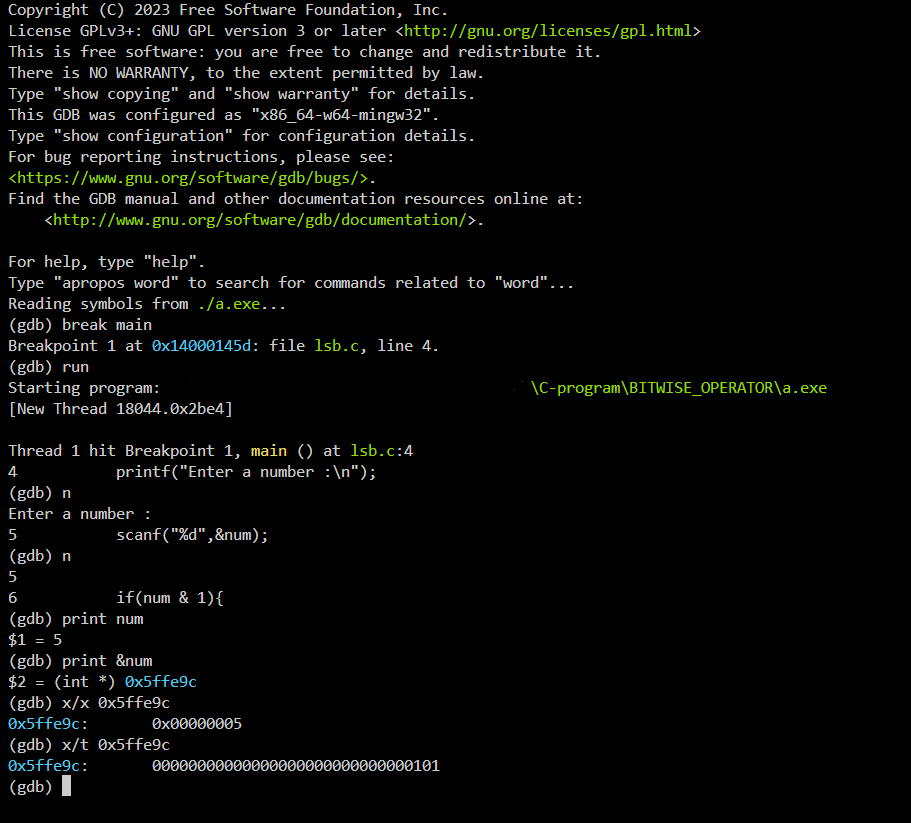 Copyright (C) 2023 Free Software Foundation, Inc.
License GPLv3+: GNU GPL version 3 or later <http://gnu.org/licenses/gpl.html>
This is free software: you are free to change and redistribute it.
There is NO WARRANTY, to the extent permitted by law.
Type "show copying" and "show warranty" for details.
This GDB was configured as "x86_64-w64-mingw32".
Type "show configuration" for configuration details.
For bug reporting instructions, please see:
<https://www.gnu.org/software/gdb/bugs/>.
Find the GDB manual and other documentation resources online at:
    <http://www.gnu.org/software/gdb/documentation/>.

For help, type "help".
Type "apropos word" to search for commands related to "word"...
Reading symbols from ./a.exe...
(gdb) break main
Breakpoint 1 at 0x14000145d: file lsb.c, line 4.
(gdb) run
Starting program: \C-program\BITWISE_OPERATOR\a.exe
[New Thread 18044.0x2be4]

Thread 1 hit Breakpoint 1, main () at lsb.c:4
4           printf("Enter a number :\n");
(gdb) n
Enter a number :
5           scanf("%d",&num);
(gdb) n
5
6           if(num & 1){
(gdb) print num
$1 = 5
(gdb) print &num
$2 = (int *) 0x5ffe9c
(gdb) x/x 0x5ffe9c
0x5ffe9c:       0x00000005
(gdb) x/t 0x5ffe9c
0x5ffe9c:       00000000000000000000000000000101
(gdb)